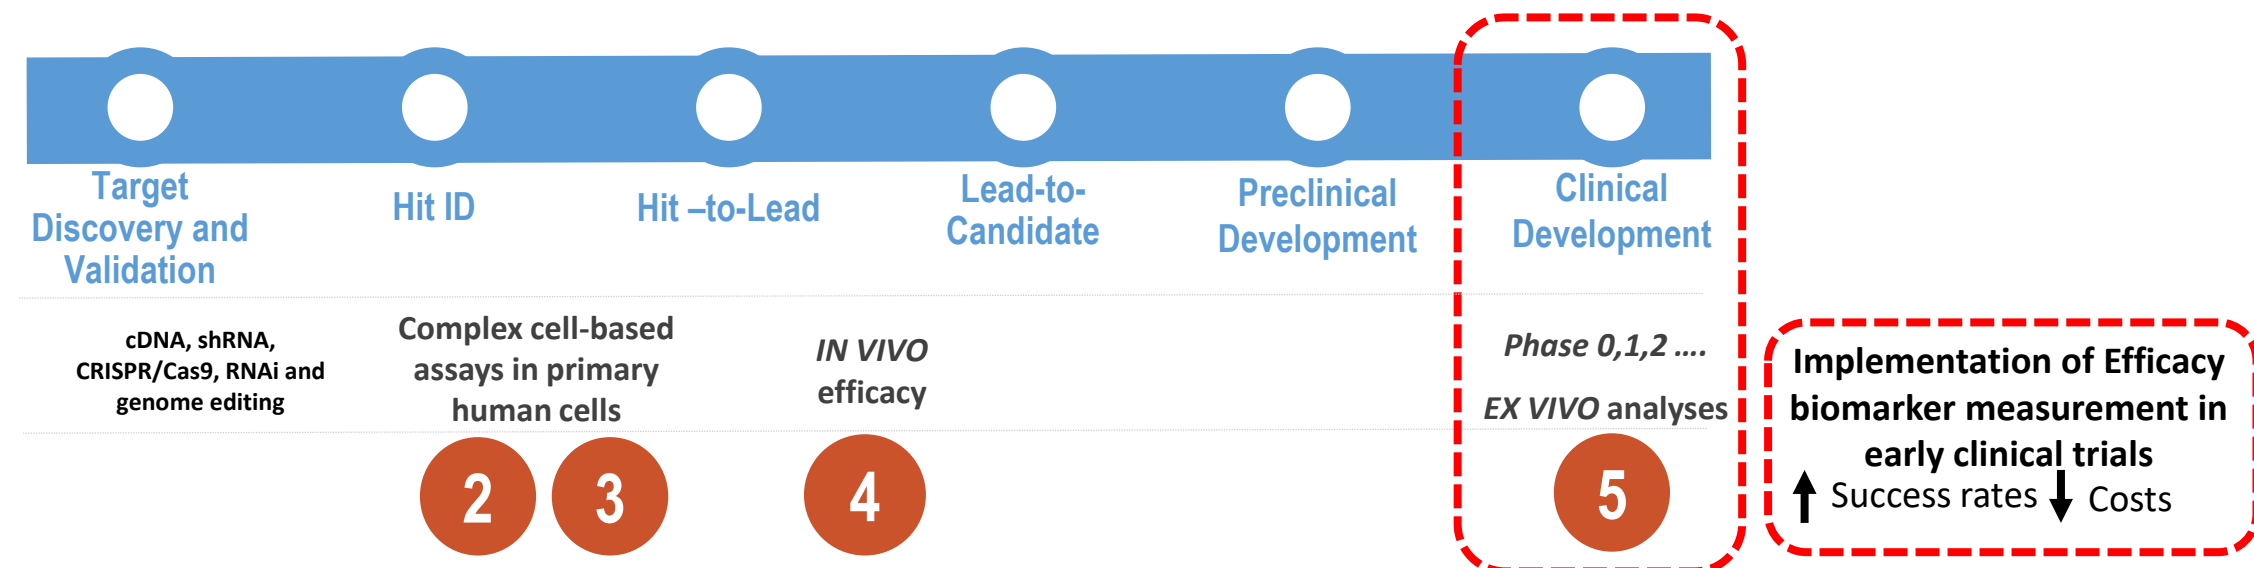 Target
Discovery and
Validation
Hit ID
Hit –to-Lead
Lead-to-
Candidate
Preclinical
Development
Clinical
Development
cDNA, shRNA,
CRISPR/Cas9, RNAi and
genome editing
Complex cell-based
assays in primary
human cells
IN VIVO
efficacy
Phase 0,1,2 ....
EX VIVO analyses
2
3
4
5
Implementation of Efficacy
biomarker measurement in
early clinical trials
Success rates Costs